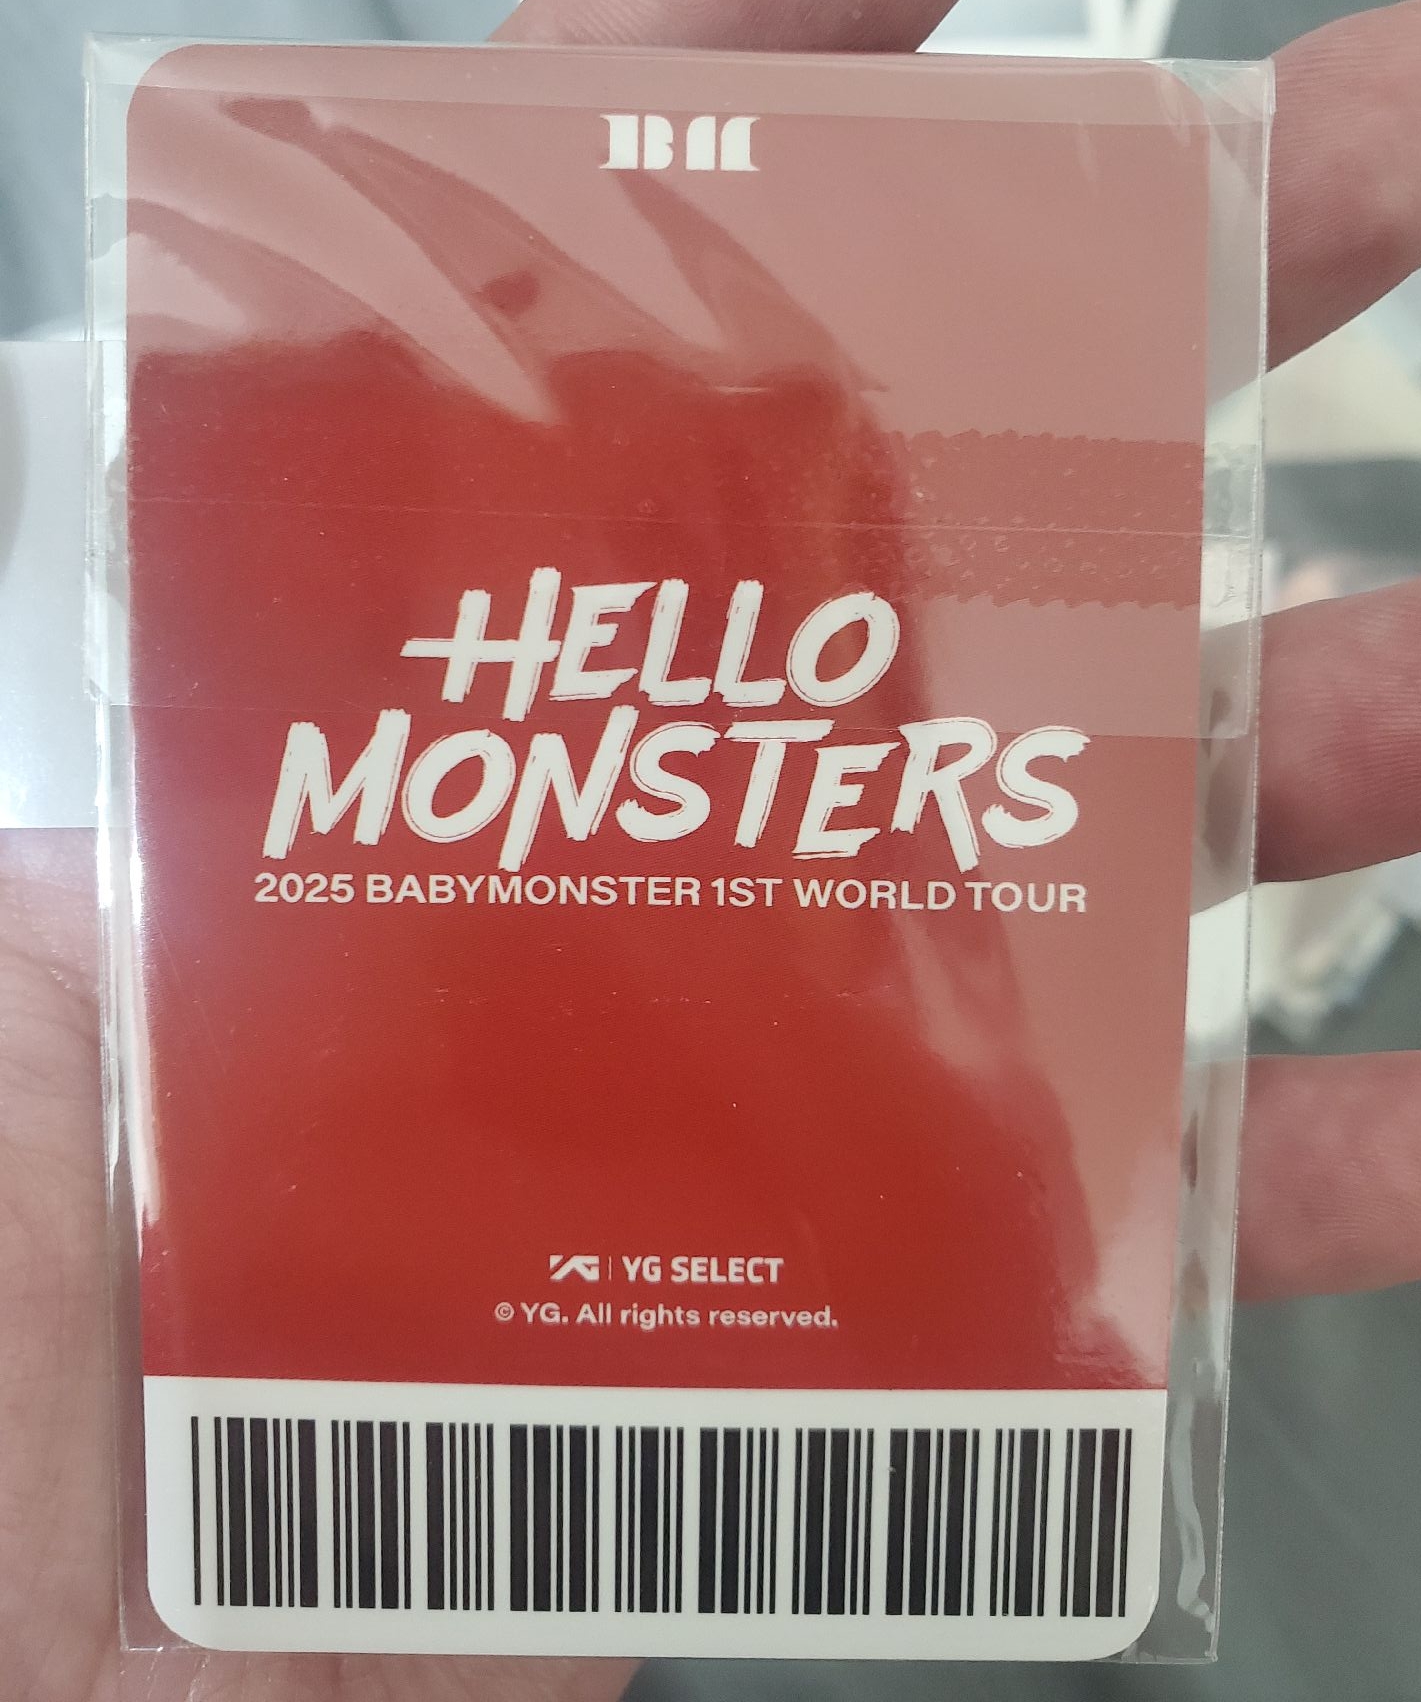 BM
HELLO
MONSTERS
2025 BABYMONSTER 1ST WORLD TOUR
YG | YG SELECT
© YG. All rights reserved.